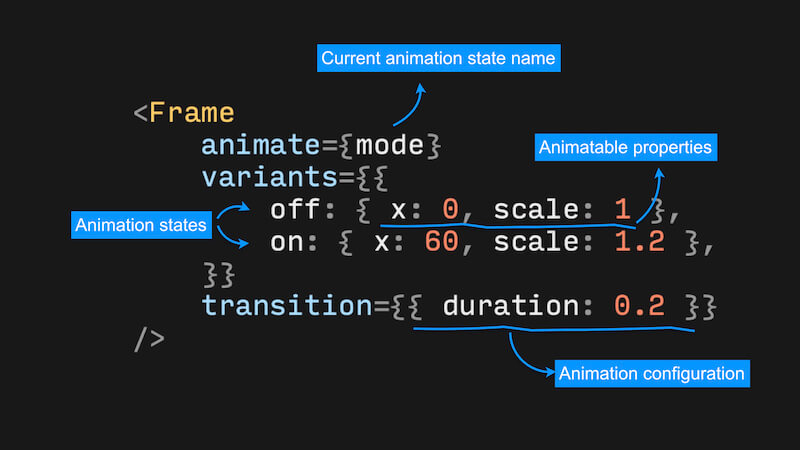 Current animation state name
<Frame
animate={mode}
Animatable properties
variants={{
off: { x: 0, scale: 1 },
Animation states
on: { x: 60, scale: 1.2 },
}}
transition={{ duration: 0.2 }}
/>
Animation configuration